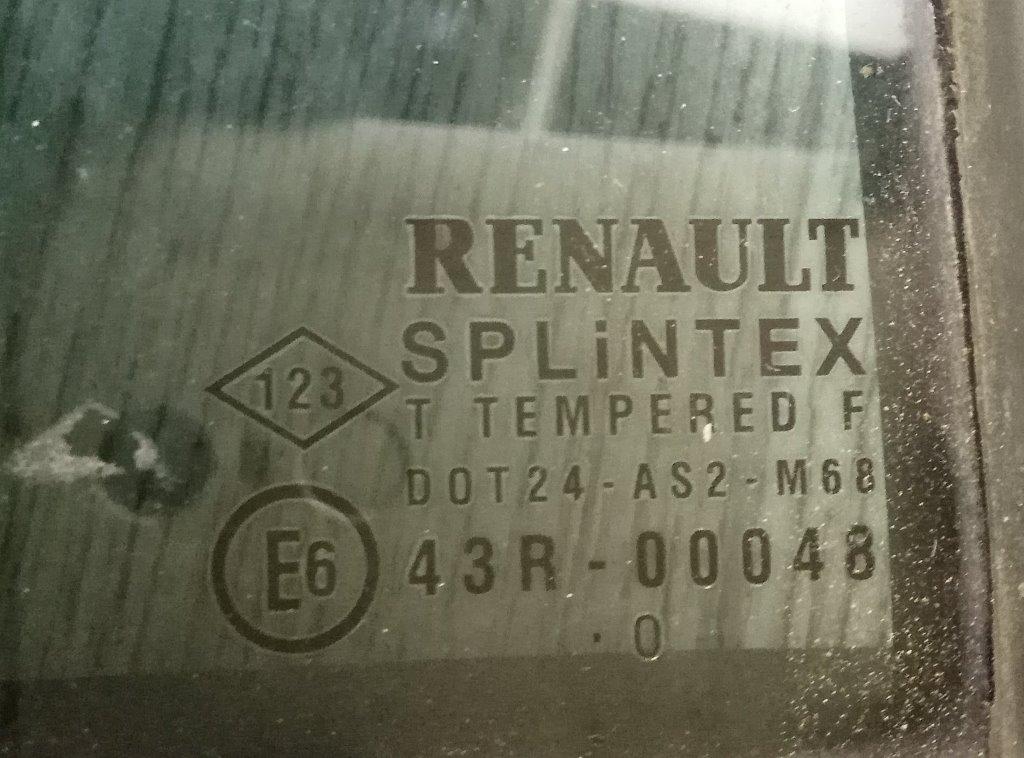 RENAULT
SPLiNTEX
123
T TEMPERED F
DOT24-AS2-M68
E6
43R-00048
. 0